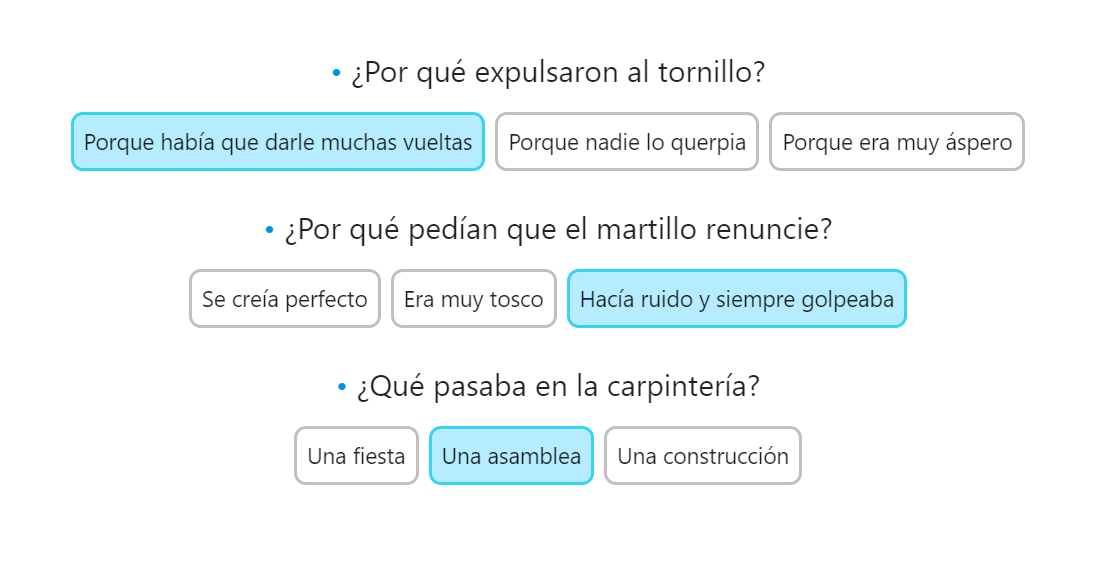 • ¿Por qué expulsaron al tornillo?
Porque había que darle muchas vueltas Porque nadie lo querpia Porque era muy áspero
• ¿Por qué pedían que el martillo renuncie?
Se creía perfecto Era muy tosco Hacía ruido y siempre golpeaba
• ¿Qué pasaba en la carpintería?
Una fiesta Una asamblea Una construcción